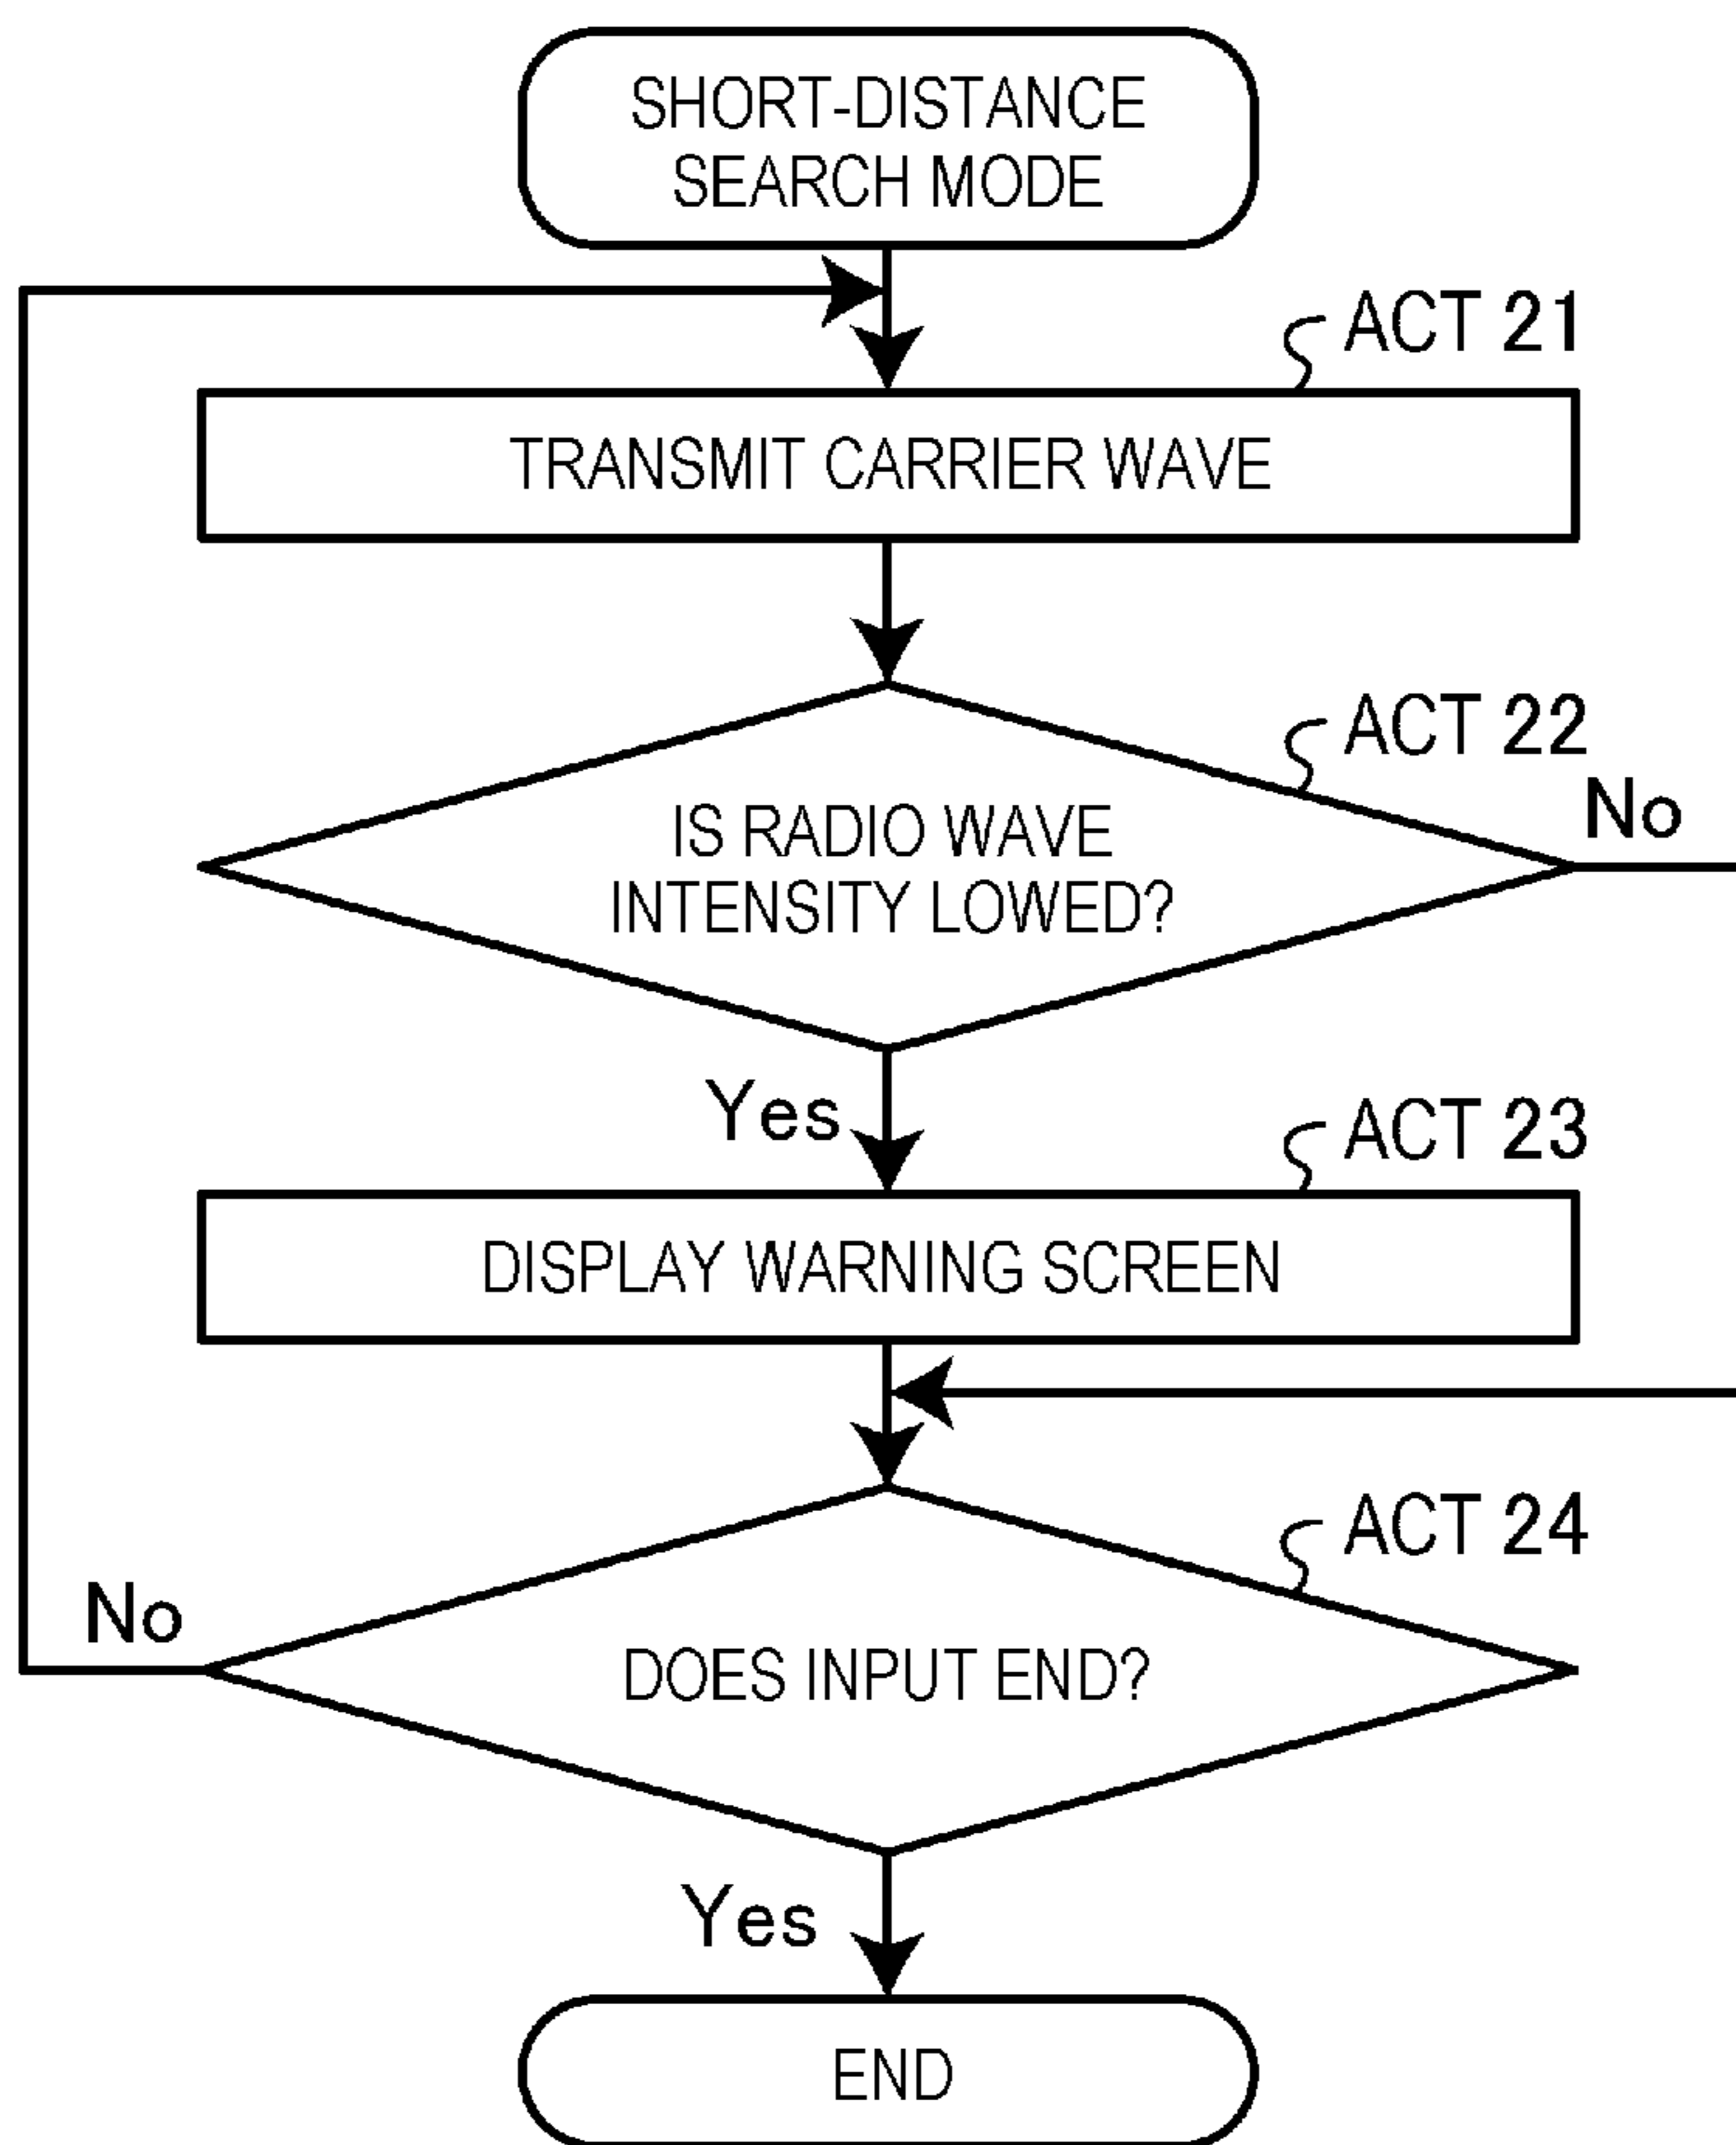 SHORT-DISTANCE
SEARCH MODE
ACT 21
TRANSMIT CARRIER WAVE
ACT 22
No
IS RADIO WAVE
INTENSITY LOWED?
Yes
ACT 23
DISPLAY WARNING SCREEN
ACT 24
No
DOES INPUT END?
Yes
END